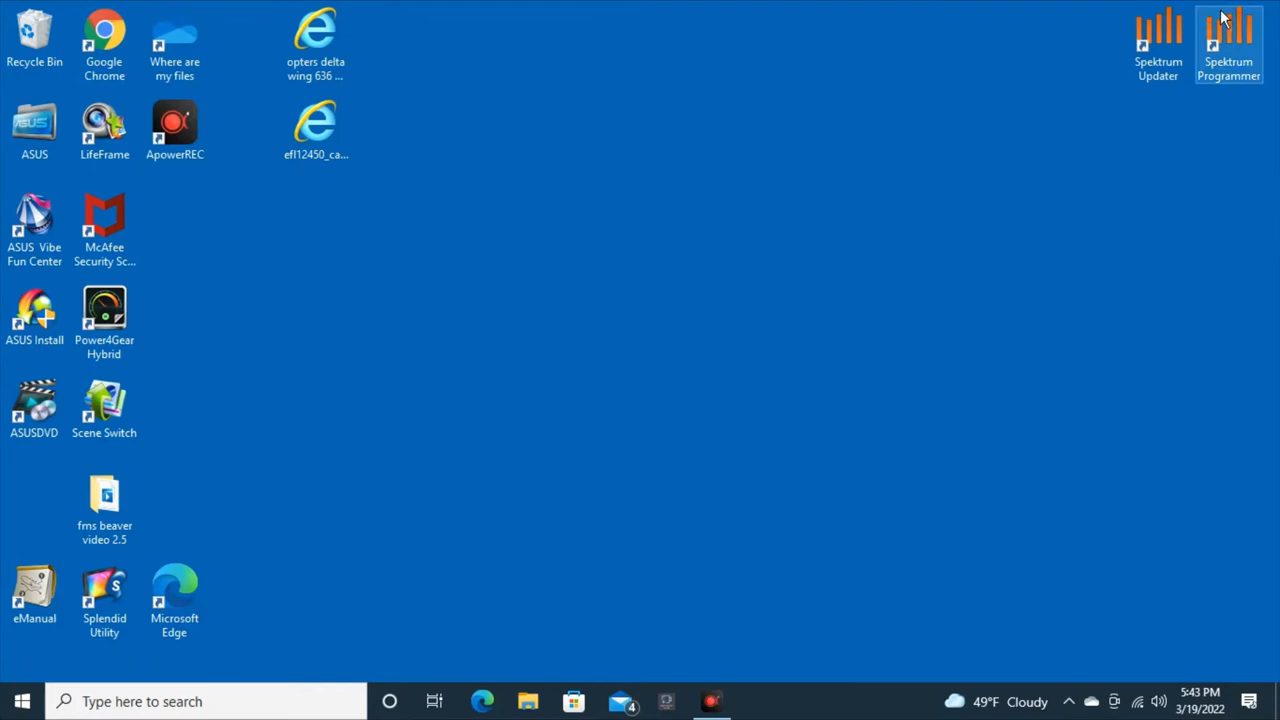 Recycle Bin
Google
Chrome
Where are
my files
opters delta
wing 636 ...
Spektrum
Updater
Spektrum
Programmer
ASUS
ASUS
LifeFrame
ApowerREC
efl12450_ca...
ASUS Vibe
Fun Center
McAfee
Security Sc...
ASUS Install
Power4Gear
Hybrid
ASUSDVD
Scene Switch
fms beaver
video 2.5
eManual
S
Splendid
Utility
Microsoft
Edge
Type here to search
4
49°F Cloudy
5:43 PM
3/19/2022